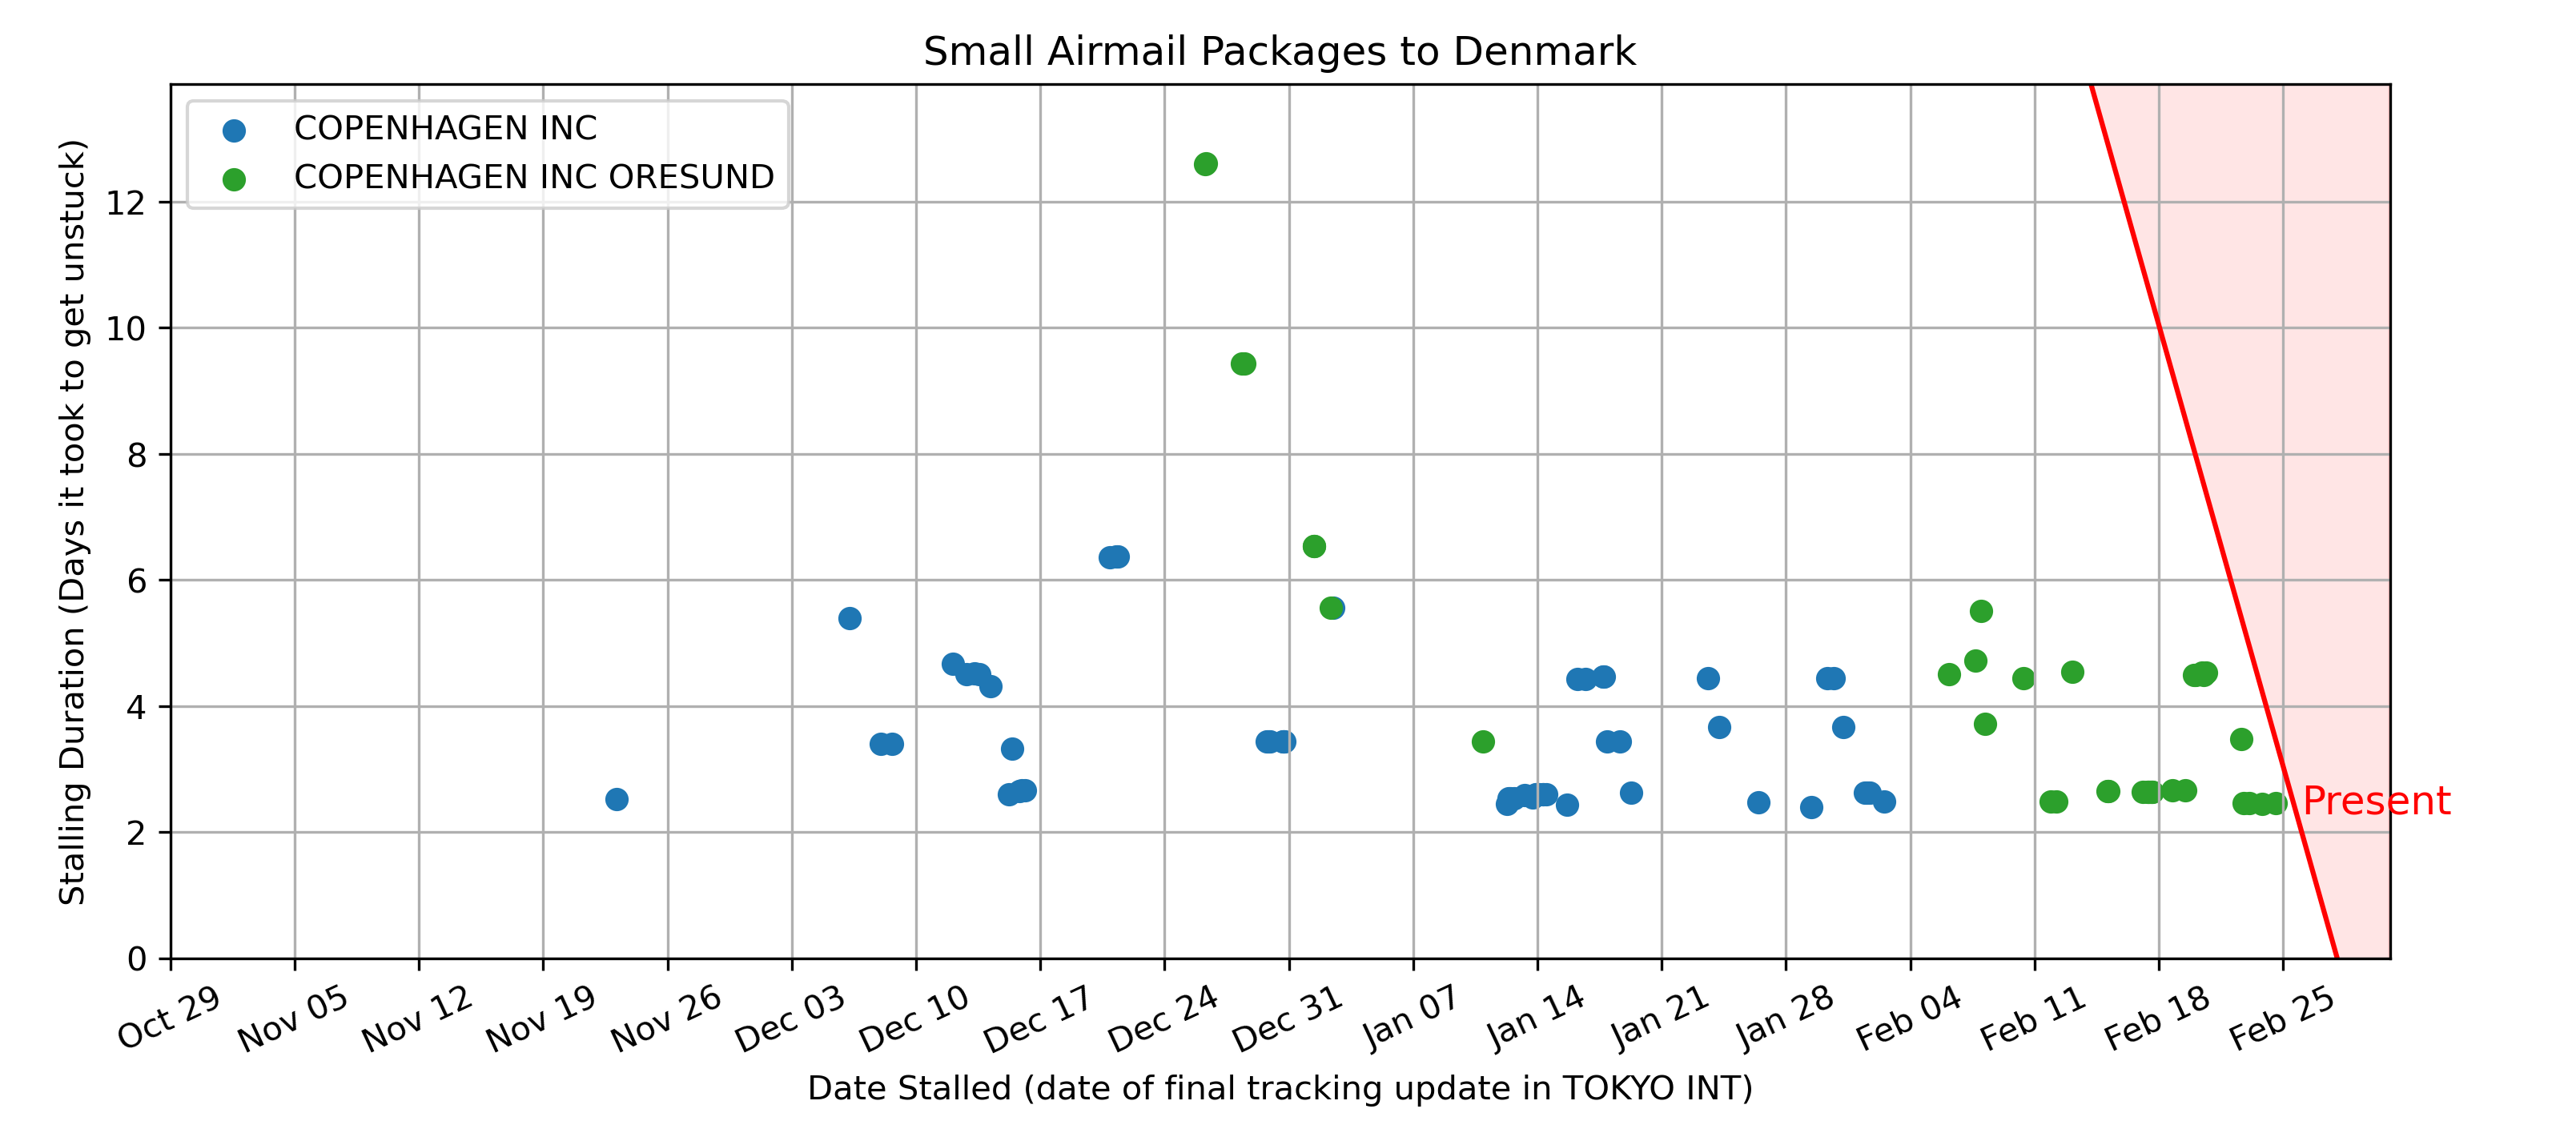 Small Airmail Packages to Denmark
COPENHAGEN INC
COPENHAGEN INC ORESUND
Stalling Duration (Days it took to get unstuck)
12
10
8
6
4
2
0
Present
Oct 29
Nov 05
Nov 12
Nov 19
Nov 26
Dec 03
Dec 10
Dec 17
Dec 24
Dec 31
Jan 07
Jan 14
Jan 21
Jan 28
Feb 04
Feb 11
Feb 18
Feb 25
Date Stalled (date of final tracking update in TOKYO INT)